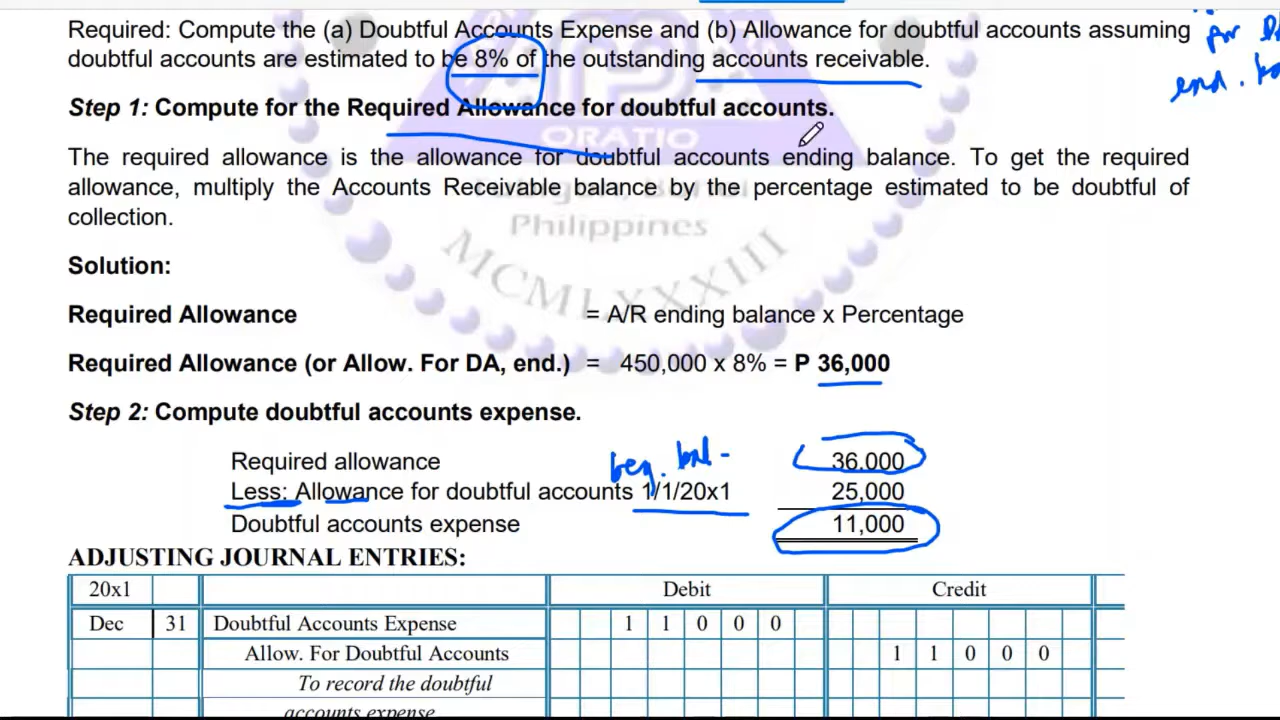 Required: Compute the (a) Doubtful Accounts Expense and (b) Allowance for doubtful accounts assuming
doubtful accounts are estimated to be 8% of the outstanding accounts receivable.
for
end.
Step 1: Compute for the Required Allowance for doubtful accounts.
ORATIO
The required allowance is the allowance for doubtful accounts ending balance. To get the required
allowance, multiply the Accounts Receivable balance by the percentage estimated to be doubtful of
collection.
Philippines
MCMLXXXIII
Solution:
Required Allowance = A/R ending balance x Percentage
Required Allowance (or Allow. For DA, end.) = 450,000 x 8% = P 36,000
Step 2: Compute doubtful accounts expense.
beg. bal -
Required allowance 36,000
Less: Allowance for doubtful accounts 1/1/20x1 25,000
Doubtful accounts expense 11,000
ADJUSTING JOURNAL ENTRIES:
20x1 Debit Credit
Dec 31 Doubtful Accounts Expense 1 1 0 0 0
Allow. For Doubtful Accounts 1 1 0 0 0
To record the doubtful
accounts expense